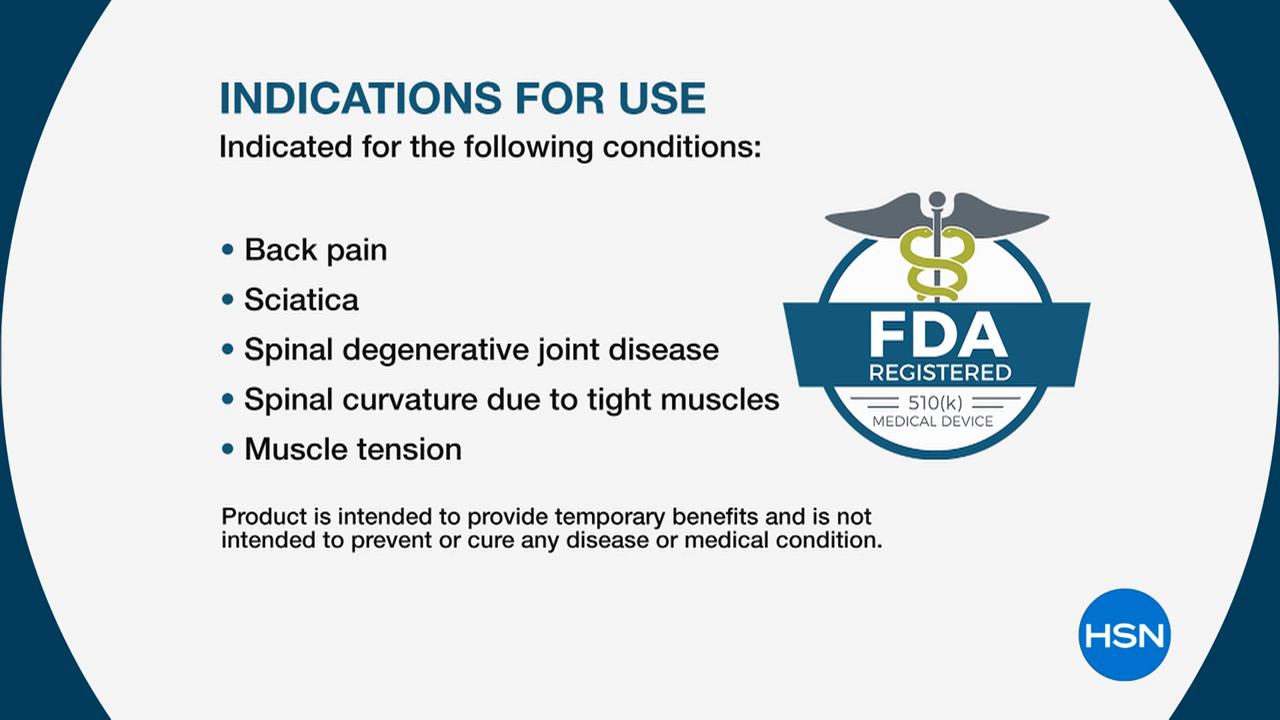 INDICATIONS FOR USE
Indicated for the following conditions:
• Back pain
• Sciatica
• Spinal degenerative joint disease
• Spinal curvature due to tight muscles
• Muscle tension
FDA
REGISTERED
510(k)
MEDICAL DEVICE
Product is intended to provide temporary benefits and is not
intended to prevent or cure any disease or medical condition.
HSN